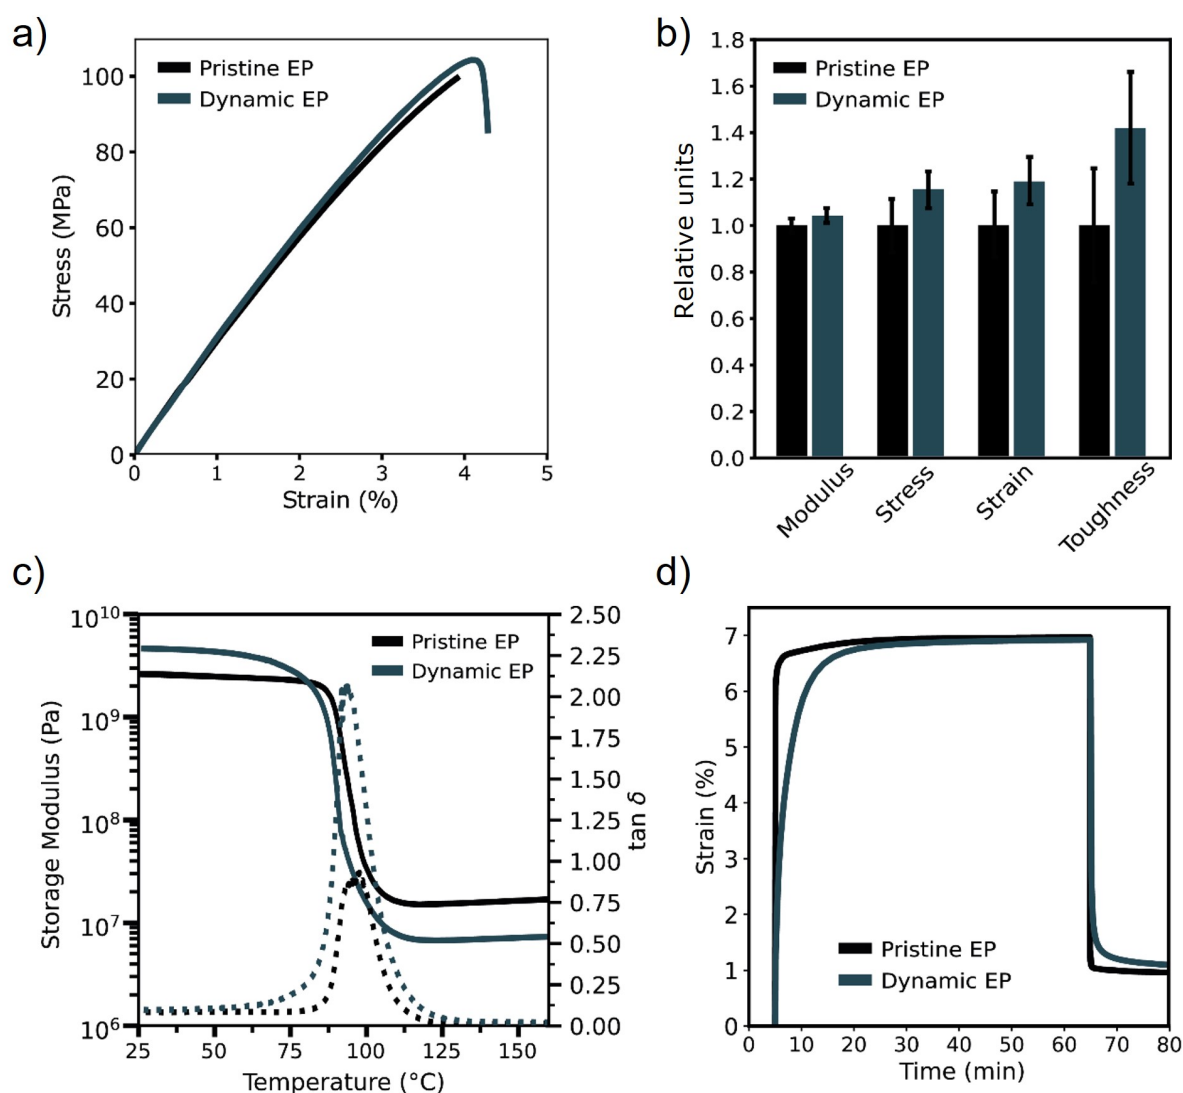 a)
100
80
60
40
20
0
Stress (MPa)
Pristine EP
Dynamic EP
0 1 2 3 4 5
Strain (%)
b)
1.8
1.6
1.4
1.2
1.0
0.8
0.6
0.4
0.2
0.0
Relative units
Pristine EP
Dynamic EP
Modulus
Stress
Strain
Toughness
c)
10^10
10^9
10^8
10^7
10^6
Storage Modulus (Pa)
Pristine EP
Dynamic EP
2.50
2.25
2.00
1.75
1.50
1.25
1.00
0.75
0.50
0.25
0.00
tan δ
25 50 75 100 125 150
Temperature (°C)
d)
7
6
5
4
3
2
1
0
Strain (%)
Pristine EP
Dynamic EP
0 10 20 30 40 50 60 70 80
Time (min)